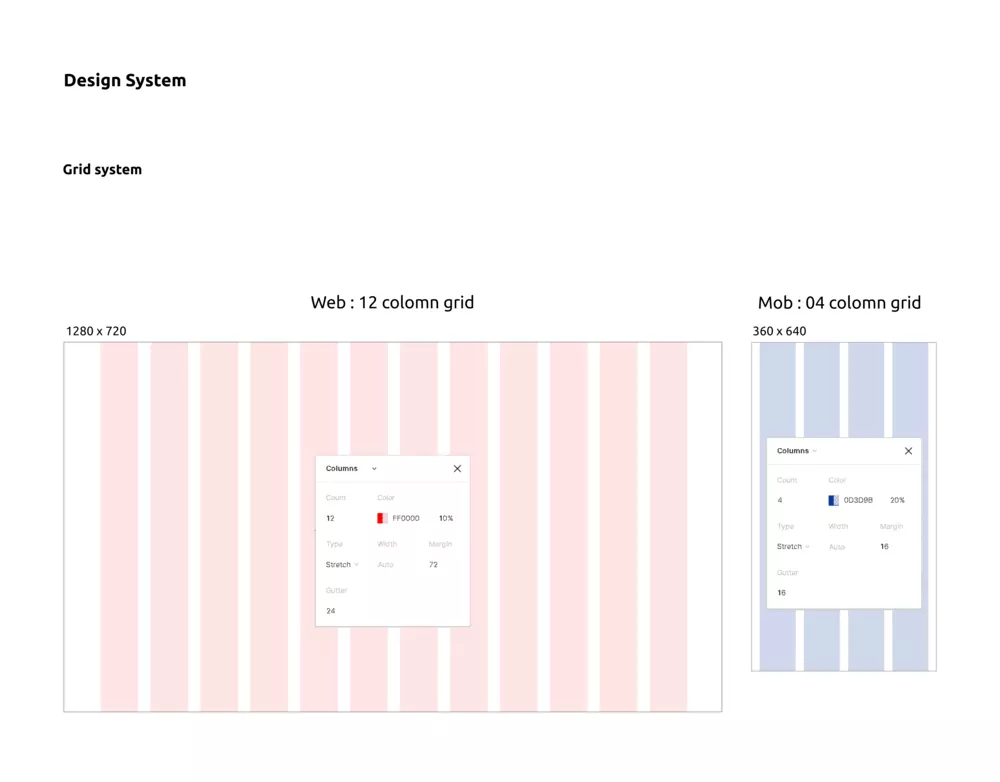 Design System
Grid system
Web : 12 colomn grid
1280 x 720
Columns
Count Color
12 FF0000 10%
Type Width Margin
Stretch Auto 72
Gutter
24
Mob : 04 colomn grid
360 x 640
Columns
Count Color
4 0D3D9B 20%
Type Width Margin
Stretch Auto 16
Gutter
16